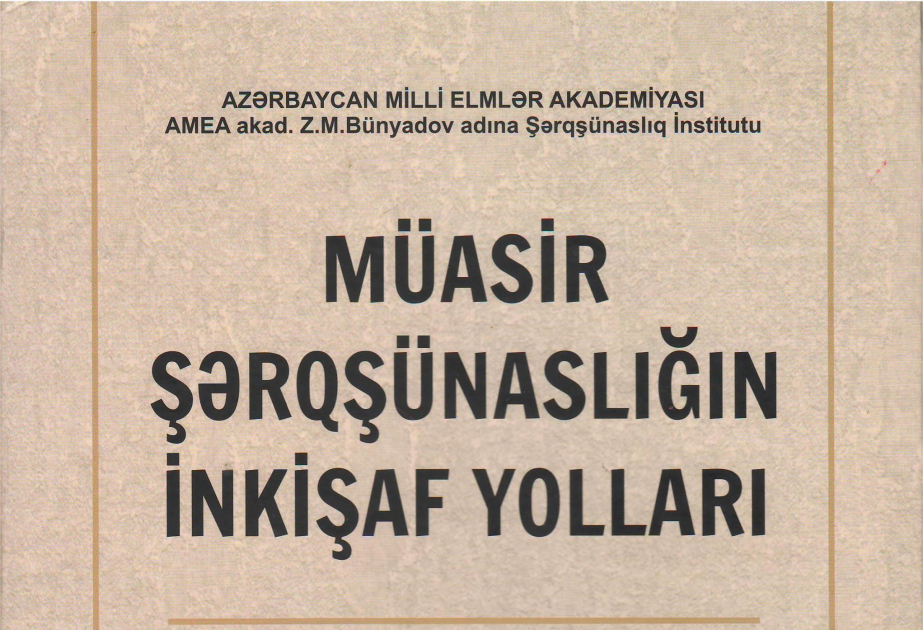 AZƏRBAYCAN MİLLİ ELMLƏR AKADEMİYASI
AMEA akad. Z.M.Bünyadov adına Şərqşünaslıq İnstitutu
MÜASİR
ŞƏRQŞÜNASLIĞIN
İNKİŞAF YOLLARI